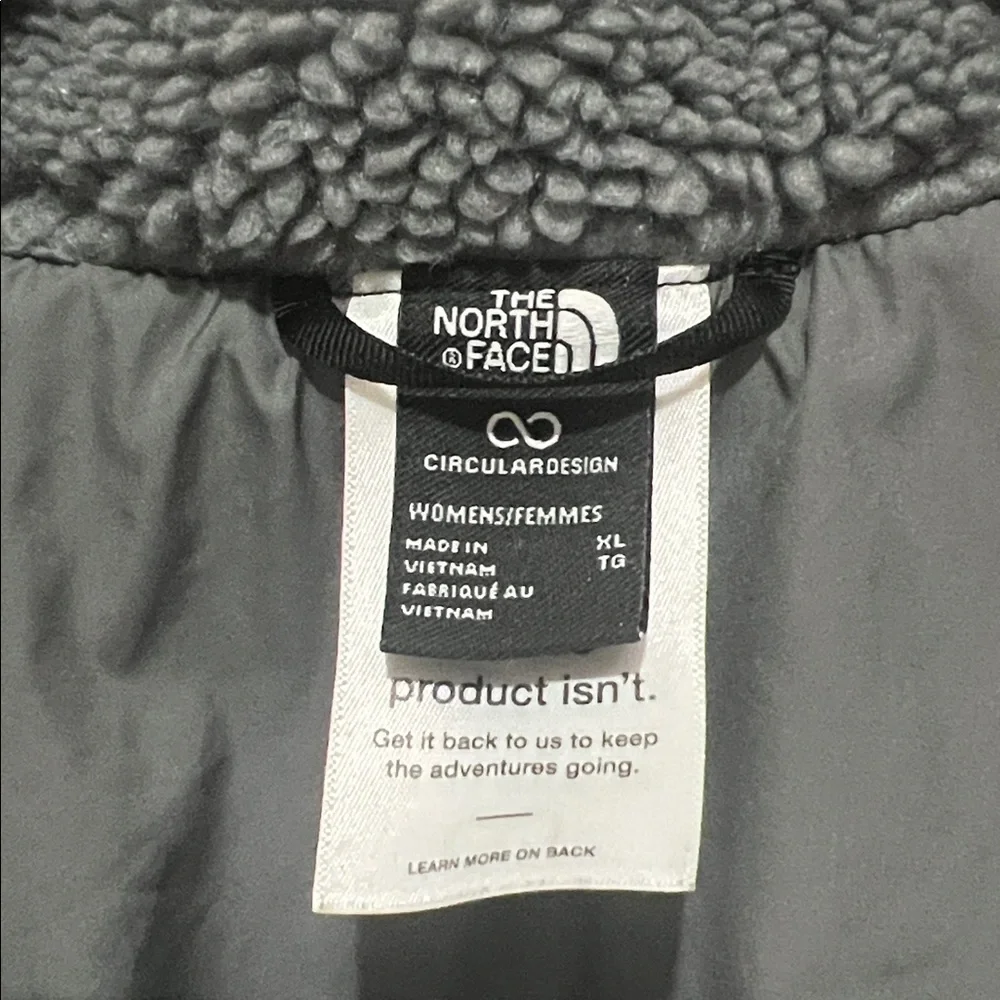 THE
NORTH
® FACE
CIRCULARDESIGN
WOMENS/FEMMES
MADE IN XL
VIETNAM TG
FABRIQUÉ AU
VIETNAM
product isn't.
Get it back to us to keep
the adventures going.
LEARN MORE ON BACK